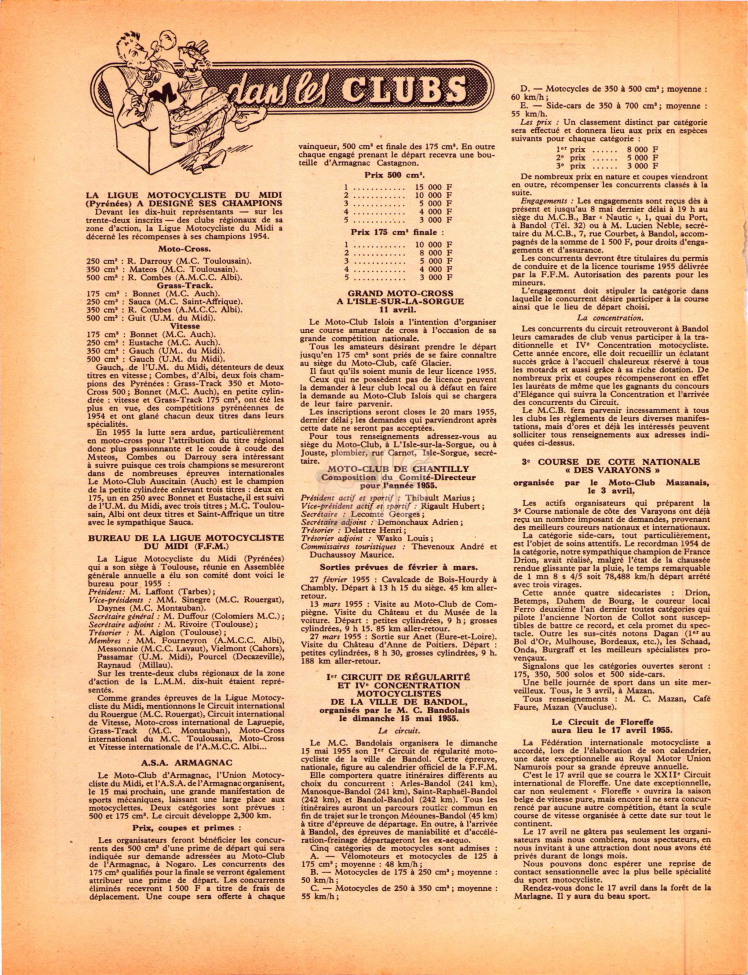 M dans les CLUBS
LA LIGUE MOTOCYCLISTE DU MIDI
(Pyrénées) A DESIGNÉ SES CHAMPIONS
Devant les dix-huit représentants — sur les
trente-deux inscrits — des clubs régionaux de sa
zone d'action, la Ligue Motocycliste du Midi a
décerné les récompenses à ses champions 1954.
Moto-Cross.
250 cm³ : R. Darrouy (M.C. Toulousain).
350 cm³ : Mateos (M.C. Toulousain).
500 cm³ : R. Combes (A.M.C.C. Albi).
Grass-Track.
175 cm³ : Bonnet (M.C. Auch).
250 cm³ : Sauca (M.C. Saint-Affrique).
350 cm³ : R. Combes (A.M.C.C. Albi).
500 cm³ : Guit (U.M. du Midi).
Vitesse
175 cm³ : Bonnet (M.C. Auch).
250 cm³ : Eustache (M.C. Auch).
350 cm³ : Gauch (U.M.. du Midi).
500 cm³ : Gauch (U.M. du Midi).
Gauch, de l'U.M. du Midi, détenteurs de deux
titres en vitesse ; Combes, d'Albi, deux fois cham-
pions des Pyrénées : Grass-Track 350 et Moto-
Cross 500 ; Bonnet (M.C. Auch), en petite cylin-
drée : vitesse et Grass-Track 175 cm³, ont été les
plus en vue, des compétitions pyrénéennes de
1954 et ont glané chacun deux titres dans leurs
spécialités.
En 1955 la lutte sera ardue, particulièrement
en moto-cross pour l'attribution du titre régional
donc plus passionnante et le coude à coude des
Mateos, Combes ou Darrouy sera intéressant
à suivre puisque ces trois champions se mesureront
dans de nombreuses épreuves internationales
Le Moto-Club Auscitain (Auch) est le champion
de la petite cylindrée enlevant trois titres : deux en
175, un en 250 avec Bonnet et Eustache, il est suivi
de l'U.M. du Midi, avec trois titres ; M.C. Toulou-
sain, Albi ont deux titres et Saint-Affrique un titre
avec le sympathique Sauca.
BUREAU DE LA LIGUE MOTOCYCLISTE
DU MIDI (F.F.M.)
La Ligue Motocycliste du Midi (Pyrénées)
qui a son siège à Toulouse, réunie en Assemblée
générale annuelle a élu son comité dont voici le
bureau pour 1955 :
Président: M. Laffont (Tarbes) ;
Vice-présidents : MM. Sinegre (M.C. Rouergat),
Daynes (M.C. Montauban).
Secrétaire général : M. Duffour (Colomiers M.C.) ;
Secrétaire adjoint : M. Rivoire (Toulouse) ;
Trésorier : M. Aiglon (Toulouse) ;
Membres : MM. Fourneyron (A.M.C.C. Albi),
Messonnie (M.C.C. Lavaut), Vielmont (Cahors),
Passamar (U.M. Midi), Pourcel (Decazeville),
Raynaud (Millau).
Sur les trente-deux clubs régionaux de la zone
d'action de la L.M.M. dix-huit étaient repré-
sentés.
Comme grandes épreuves de la Ligue Motocy-
cliste du Midi, mentionnons le Circuit international
du Rouergue (M.C. Rouergat), Circuit international
de Vitesse, Moto-cross international de Laguepie,
Grass-Track (M.C. Montauban), Moto-Cross
international du M.C. Toulousain, Moto-Cross
et Vitesse internationale de l'A.M.C.C. Albi...
A.S.A. ARMAGNAC
Le Moto-Club d'Armagnac, l'Union Motocy-
cliste du Midi, et l'A.S.A. de l'Armagnac organisent,
le 15 mai prochain, une grande manifestation de
sports mécaniques, laissant une large place aux
motocyclettes. Deux catégories sont prévues :
500 et 175 cm³. Le circuit développe 2,300 km.
Prix, coupes et primes :
Les organisateurs feront bénéficier les concur-
rents des 500 cm³ d'une prime de départ qui sera
indiquée sur demande adressées au Moto-Club
de l'Armagnac, à Nogaro. Les concurrents des
175 cm³ qualifiés pour la finale se verront également
attribuer une prime de départ. Les concurrents
éliminés recevront 1 500 F a titre de frais de
déplacement. Une coupe sera offerte à chaque
vainqueur, 500 cm³ et finale des 175 cm³. En outre
chaque engagé prenant le départ recevra une bou-
teille d'Armagnac Castagnon.
Prix 500 cm³.
1 ........... 15 000 F
2 ........... 10 000 F
3 ........... 5 000 F
4 ........... 4 000 F
5 ........... 3 000 F
Prix 175 cm³ finale :
1 ........... 10 000 F
2 ........... 8 000 F
3 ........... 5 000 F
4 ........... 4 000 F
5 ........... 3 000 F
GRAND MOTO-CROSS
A L'ISLE-SUR-LA-SORGUE
11 avril.
Le Moto-Club Islois a l'intention d'organiser
une course amateur de cross à l'occasion de sa
grande compétition nationale.
Tous les amateurs désirant prendre le départ
jusqu'en 175 cm³ sont priés de se faire connaître
au siège du Moto-Club, café Glacier.
Il faut qu'ils soient munis de leur licence 1955.
Ceux qui ne possèdent pas de licence peuvent
la demander à leur club local ou à défaut en faire
la demande au Moto-Club Islois qui se chargera
de leur faire parvenir.
Les inscriptions seront closes le 20 mars 1955,
dernier délai ; les demandes qui parviendront après
cette date ne seront pas acceptées.
Pour tous renseignements adressez-vous au
siège du Moto-Club, à L'Isle-sur-la-Sorgue, ou à
Jouste, plombier, rue Carnot, Isle-Sorgue, secré-
taire.
MOTO-CLUB DE CHANTILLY
Composition du Comité-Directeur
pour l'année 1955.
Président actif et sportif : Thibault Marius ;
Vice-président actif et sportif : Rigault Hubert ;
Secrétaire : Lecomte Georges ;
Secrétaire adjoint : Demonchaux Adrien ;
Trésorier : Delattre Henri ;
Trésorier adjoint : Wasko Louis ;
Commissaires touristiques : Thevenoux André et
Duchaussoy Maurice.
Sorties prévues de février à mars.
27 février 1955 : Cavalcade de Bois-Hourdy à
Chambly. Départ à 13 h 15 du siège. 45 km aller-
retour.
13 mars 1955 : Visite au Moto-Club de Com-
piègne. Visite du Château et du Musée de la
voiture. Départ : petites cylindrées, 9 h ; grosses
cylindrées, 9 h 15. 85 km aller-retour.
27 mars 1955 : Sortie sur Anet (Eure-et-Loire).
Visite du Château d'Anne de Poitiers. Départ :
petites cylindrées, 8 h 30, grosses cylindrées, 9 h.
188 km aller-retour.
Iᵉʳ CIRCUIT DE RÉGULARITÉ
ET IVᵉ CONCENTRATION
MOTOCYCLISTES
DE LA VILLE DE BANDOL,
organisés par le M. C. Bandolais
le dimanche 15 mai 1955.
Le circuit.
Le M.C. Bandolais organisera le dimanche
15 mai 1955 son Iᵉʳ Circuit de régularité moto-
cycliste de la ville de Bandol. Cette épreuve,
nationale, figure au calendrier officiel de la F.F.M.
Elle comportera quatre itinéraires différents au
choix du concurrent : Arles-Bandol (241 km),
Manosque-Bandol (241 km), Saint-Raphaël-Bandol
(242 km), et Bandol-Bandol (242 km). Tous les
itinéraires auront un parcours routier commun en
fin de trajet sur le tronçon Méounes-Bandol (45 km)
à titre d'épreuve de départage. En outre, à l'arrivée
à Bandol, des épreuves de maniabilité et d'accélé-
ration-freinage départageront les ex-æquo.
Cinq catégories de motocycles sont admises :
A. — Vélomoteurs et motocycles de 125 à
175 cm³ ; moyenne : 48 km/h ;
B. — Motocycles de 175 à 250 cm³ ; moyenne :
50 km/h ;
C. — Motocycles de 250 à 350 cm³ ; moyenne :
55 km/h ;
D. — Motocycles de 350 à 500 cm³ ; moyenne :
60 km/h ;
E. — Side-cars de 350 à 700 cm³ ; moyenne :
55 km/h.
Les prix : Un classement distinct par catégorie
sera effectué et donnera lieu aux prix en espèces
suivants pour chaque catégorie :
1ᵉʳ prix ...... 8 000 F
2ᵉ prix ...... 5 000 F
3ᵉ prix ...... 3 000 F
De nombreux prix en nature et coupes viendront
en outre, récompenser les concurrents classés à la
suite.
Engagements : Les engagements sont reçus dès à
présent et jusqu'au 8 mai dernier délai à 19 h au
siège du M.C.B., Bar « Nautic », 1, quai du Port,
à Bandol (Tél. 32) ou à M. Lucien Neble, secré-
taire du M.C.B., 7, rue Courbet, à Bandol, accom-
pagnés de la somme de 1 500 F, pour droits d'enga-
gements et d'assurance.
Les concurrents devront être titulaires du permis
de conduire et de la licence tourisme 1955 délivrée
par la F.F.M. Autorisation des parents pour les
mineurs.
L'engagement doit stipuler la catégorie dans
laquelle le concurrent désire participer à la course
ainsi que le lieu de départ choisi.
La concentration.
Les concurrents du circuit retrouveront à Bandol
leurs camarades de club venus participer à la tra-
ditionnelle et IVᵉ Concentration motocycliste.
Cette année encore, elle doit recueillir un éclatant
succès grâce à l'accueil chaleureux réservé à tous
les motards et aussi grâce à sa riche dotation. De
nombreux prix et coupes récompenseront en effet
les lauréats de même que les gagnants du concours
d'Elégance qui suivra la Concentration et l'arrivée
des concurrents du Circuit.
Le M.C.B. fera parvenir incessamment à tous
les clubs les règlements de leurs diverses manifes-
tations, mais d'ores et déjà les intéressés peuvent
solliciter tous renseignements aux adresses indi-
quées ci-dessus.
3ᵉ COURSE DE COTE NATIONALE
« DES VARAYONS »
organisée par le Moto-Club Mazanais,
le 3 avril,
Les actifs organisateurs qui préparent la
3ᵉ Course nationale de côte des Varayons ont déjà
reçu un nombre imposant de demandes, provenant
des meilleurs coureurs nationaux et internationaux.
La catégorie side-cars, tout particulièrement,
est l'objet de soins attentifs. Le recordman 1954 de
la catégorie, notre sympathique champion de France
Drion, avait réalisé, malgré l'état de la chaussée
rendue glissante par la pluie, le temps remarquable
de 1 mn 8 s 4/5 soit 78,488 km/h départ arrêté
avec trois virages.
Cette année quatre sidecaristes : Drion,
Betemps, Duhem de Bourg, le coureur local
Ferro deuxième l'an dernier toutes catégories qui
pilote l'ancienne Norton de Collot sont suscep-
tibles de battre ce record, et cela promet du spec-
tacle. Outre les sus-cités notons Dagan (1ᵉʳ au
Bol d'Or, Mulhouse, Bordeaux, etc.), les Schaad,
Onda, Burgraff et les meilleurs spécialistes pro-
vençaux.
Signalons que les catégories ouvertes seront :
175, 350, 500 solos et 500 side-cars.
Une belle journée de sport dans un site mer-
veilleux. Tous, le 3 avril, à Mazan.
Tous renseignements : M. C. Mazan, Café
Faure, Mazan (Vaucluse).
Le Circuit de Floreffe
aura lieu le 17 avril 1955.
La Fédération internationale motocycliste a
accordé, lors de l'élaboration de son calendrier,
une date exceptionnelle au Royal Motor Union
Namurois pour sa grande épreuve annuelle.
C'est le 17 avril que se courra le XXIIᵉ Circuit
international de Floreffe. Une date exceptionnelle,
car non seulement « Floreffe » ouvrira la saison
belge de vitesse pure, mais encore il ne sera concur-
rencé par aucune autre compétition, étant la seule
course de vitesse organisée à cette date sur tout le
continent.
Le 17 avril ne gâtera pas seulement les organi-
sateurs mais nous comblera, nous spectateurs, en
nous invitant à une attraction dont nous avons été
privés durant de longs mois.
Nous pouvons donc espérer une reprise de
contact sensationnelle avec la plus belle spécialité
du sport motocycliste.
Rendez-vous donc le 17 avril dans la forêt de la
Marlagne. Il y aura du beau sport.